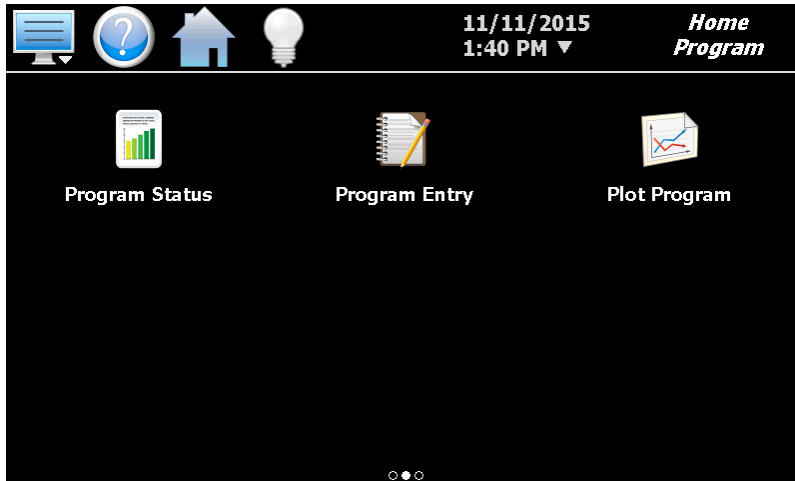 11/11/2015
1:40 PM ▼
Home
Program
?
Program Status
Program Entry
Plot Program